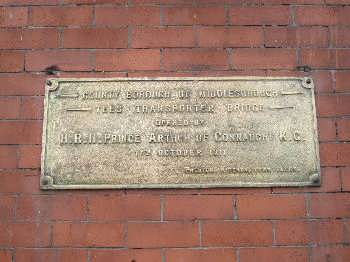 COUNTY BOROUGH OF MIDDLESBROUGH
TEES TRANSPORTER BRIDGE
OPENED BY
H.R.H. PRINCE ARTHUR OF CONNAUGHT K.G.
OCTOBER 1911